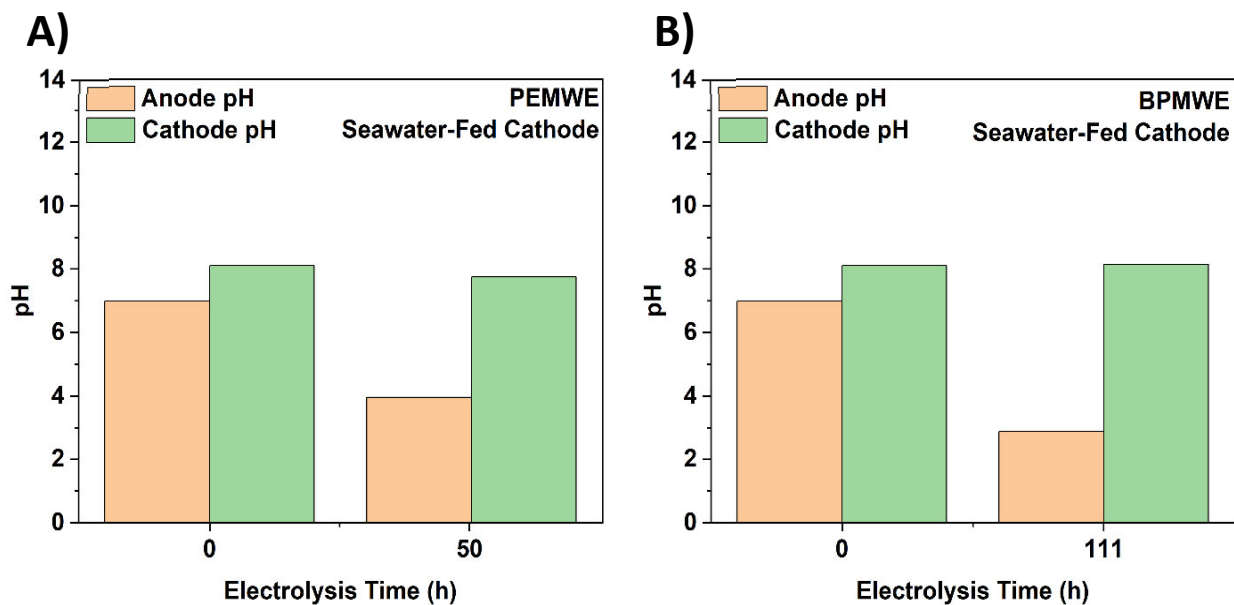 A)
14
12
10
8
6
4
2
0
pH
Anode pH
Cathode pH
PEMWE
Seawater-Fed Cathode
0
50
Electrolysis Time (h)
B)
14
12
10
8
6
4
2
0
pH
Anode pH
Cathode pH
BPMWE
Seawater-Fed Cathode
0
111
Electrolysis Time (h)